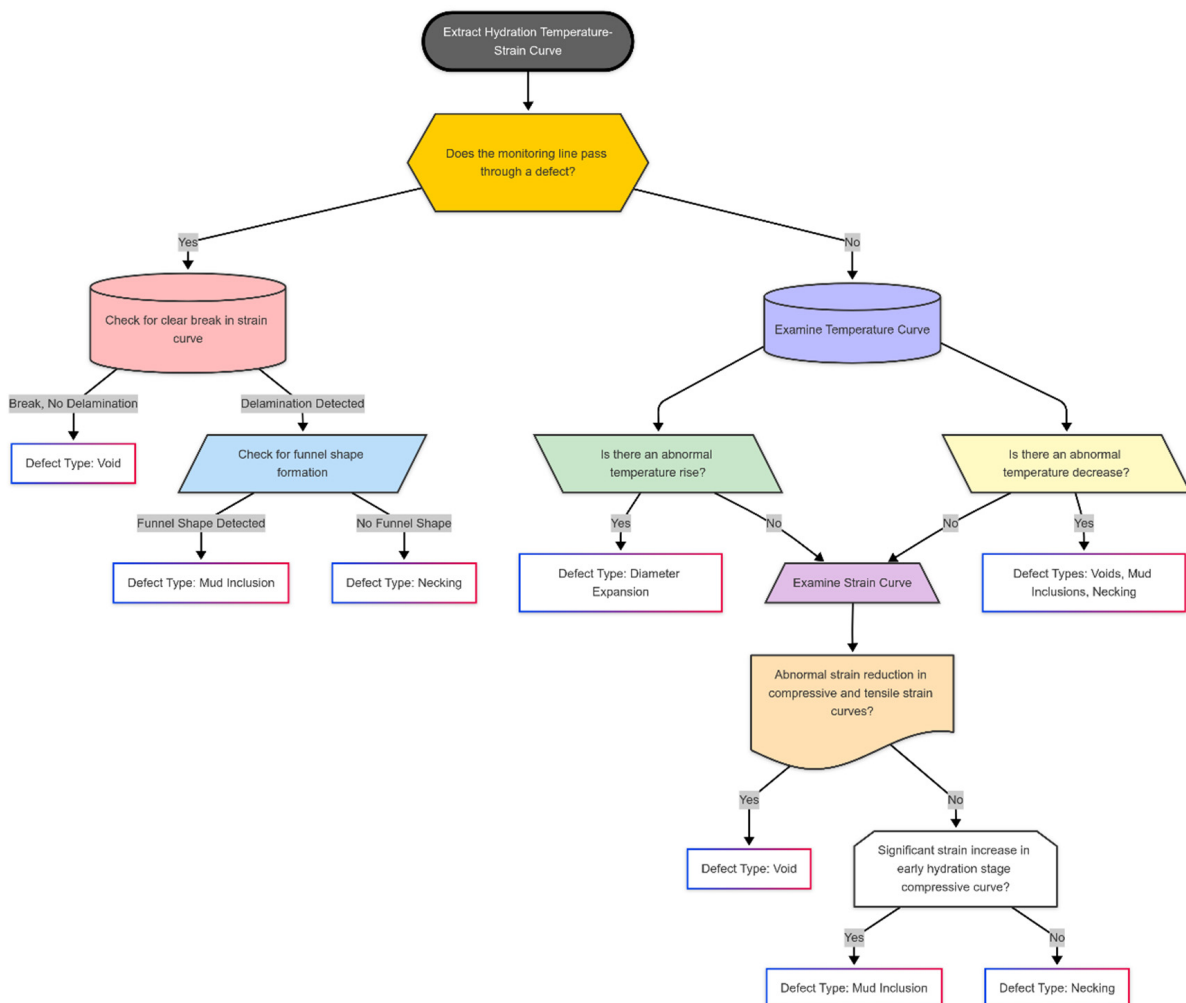 Extract Hydration Temperature-
Strain Curve
Does the monitoring line pass
through a defect?
Yes
No
Check for clear break in strain
curve
Examine Temperature Curve
Break, No Delamination
Delamination Detected
Defect Type: Void
Check for funnel shape
formation
Is there an abnormal
temperature rise?
Is there an abnormal
temperature decrease?
Funnel Shape Detected
No Funnel Shape
Yes
No
No
Yes
Defect Type: Mud Inclusion
Defect Type: Necking
Defect Type: Diameter
Expansion
Examine Strain Curve
Defect Types: Voids, Mud
Inclusions, Necking
Abnormal strain reduction in
compressive and tensile strain
curves?
Yes
No
Defect Type: Void
Significant strain increase in
early hydration stage
compressive curve?
Yes
No
Defect Type: Mud Inclusion
Defect Type: Necking